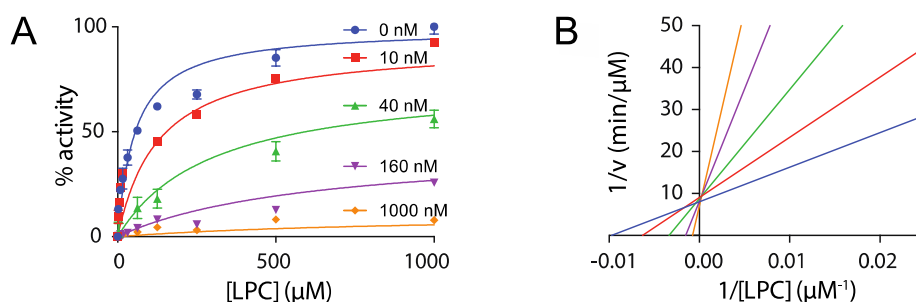 A
% activity
100
50
0
0 nM
10 nM
40 nM
160 nM
1000 nM
0
500
1000
[LPC] (µM)
B
1/v (min/µM)
50
40
30
20
10
-0.01
0.00
0.01
0.02
1/[LPC] (µM⁻¹)